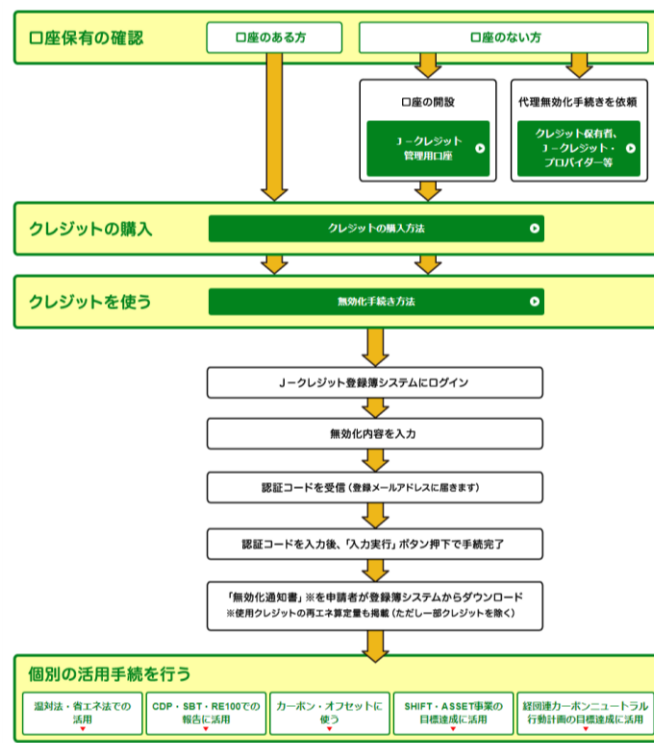 口座保有の確認
口座のある方
口座のない方
口座の開設
代理無効化手続きを依頼
J－クレジット
管理用口座
クレジット保有者、
J－クレジット・
プロバイダー等
クレジットの購入
クレジットの購入方法
クレジットを使う
無効化手続き方法
J－クレジット登録簿システムにログイン
無効化内容を入力
認証コードを受信（登録メールアドレスに届きます）
認証コードを入力後、「入力実行」ボタン押下で手続完了
「無効化通知書」※を申請者が登録簿システムからダウンロード
※使用クレジットの再エネ算定量も掲載（ただし一部クレジットを除く）
個別の活用手続を行う
温対法・省エネ法での
活用
CDP・SBT・RE100での
報告に活用
カーボン・オフセットに
使う
SHIFT・ASSET事業の
目標達成に活用
経団連カーボンニュートラル
行動計画の目標達成に活用